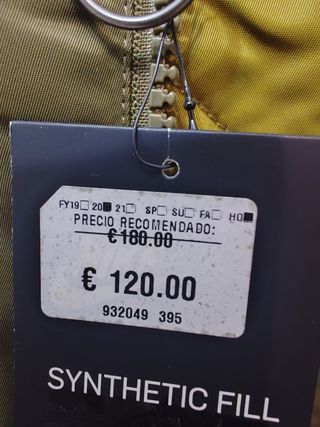 FY19□ 20■ 21□ SP□ SU□ FA□ HO■
PRECIO RECOMENDADO:
€180.00
€ 120.00
932049 395
SYNTHETIC FILL